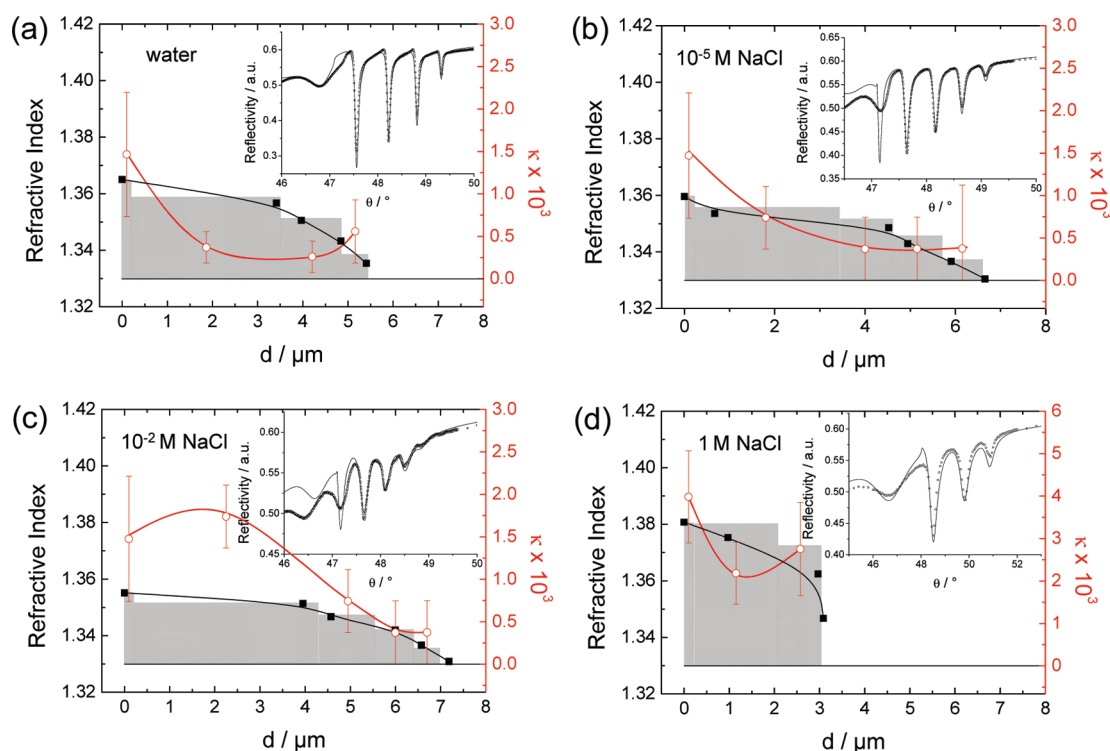 (a)
water
1.42
1.40
1.38
1.36
1.34
1.32
Refractive Index
0 1 2 3 4 5 6 7 8
d / µm
3.0
2.5
2.0
1.5
1.0
0.5
0.0
κ x 10³
Reflectivity / a.u.
0.6
0.5
0.4
0.3
46 47 48 49 50
θ / °
(b)
10⁻⁵ M NaCl
1.42
1.40
1.38
1.36
1.34
1.32
Refractive Index
0 1 2 3 4 5 6 7 8
d / µm
3.0
2.5
2.0
1.5
1.0
0.5
0.0
κ x 10³
Reflectivity / a.u.
0.65
0.60
0.55
0.50
0.45
0.40
0.35
47 48 49 50
θ / °
(c)
10⁻² M NaCl
1.42
1.40
1.38
1.36
1.34
1.32
Refractive Index
0 1 2 3 4 5 6 7 8
d / µm
3.0
2.5
2.0
1.5
1.0
0.5
0.0
κ x 10³
Reflectivity / a.u.
0.60
0.55
0.50
0.45
46 47 48 49 50
θ / °
(d)
1 M NaCl
1.42
1.40
1.38
1.36
1.34
1.32
Refractive Index
0 1 2 3 4 5 6 7 8
d / µm
6
5
4
3
2
1
0
κ x 10³
Reflectivity / a.u.
0.60
0.55
0.50
0.45
0.40
46 48 50 52
θ / °